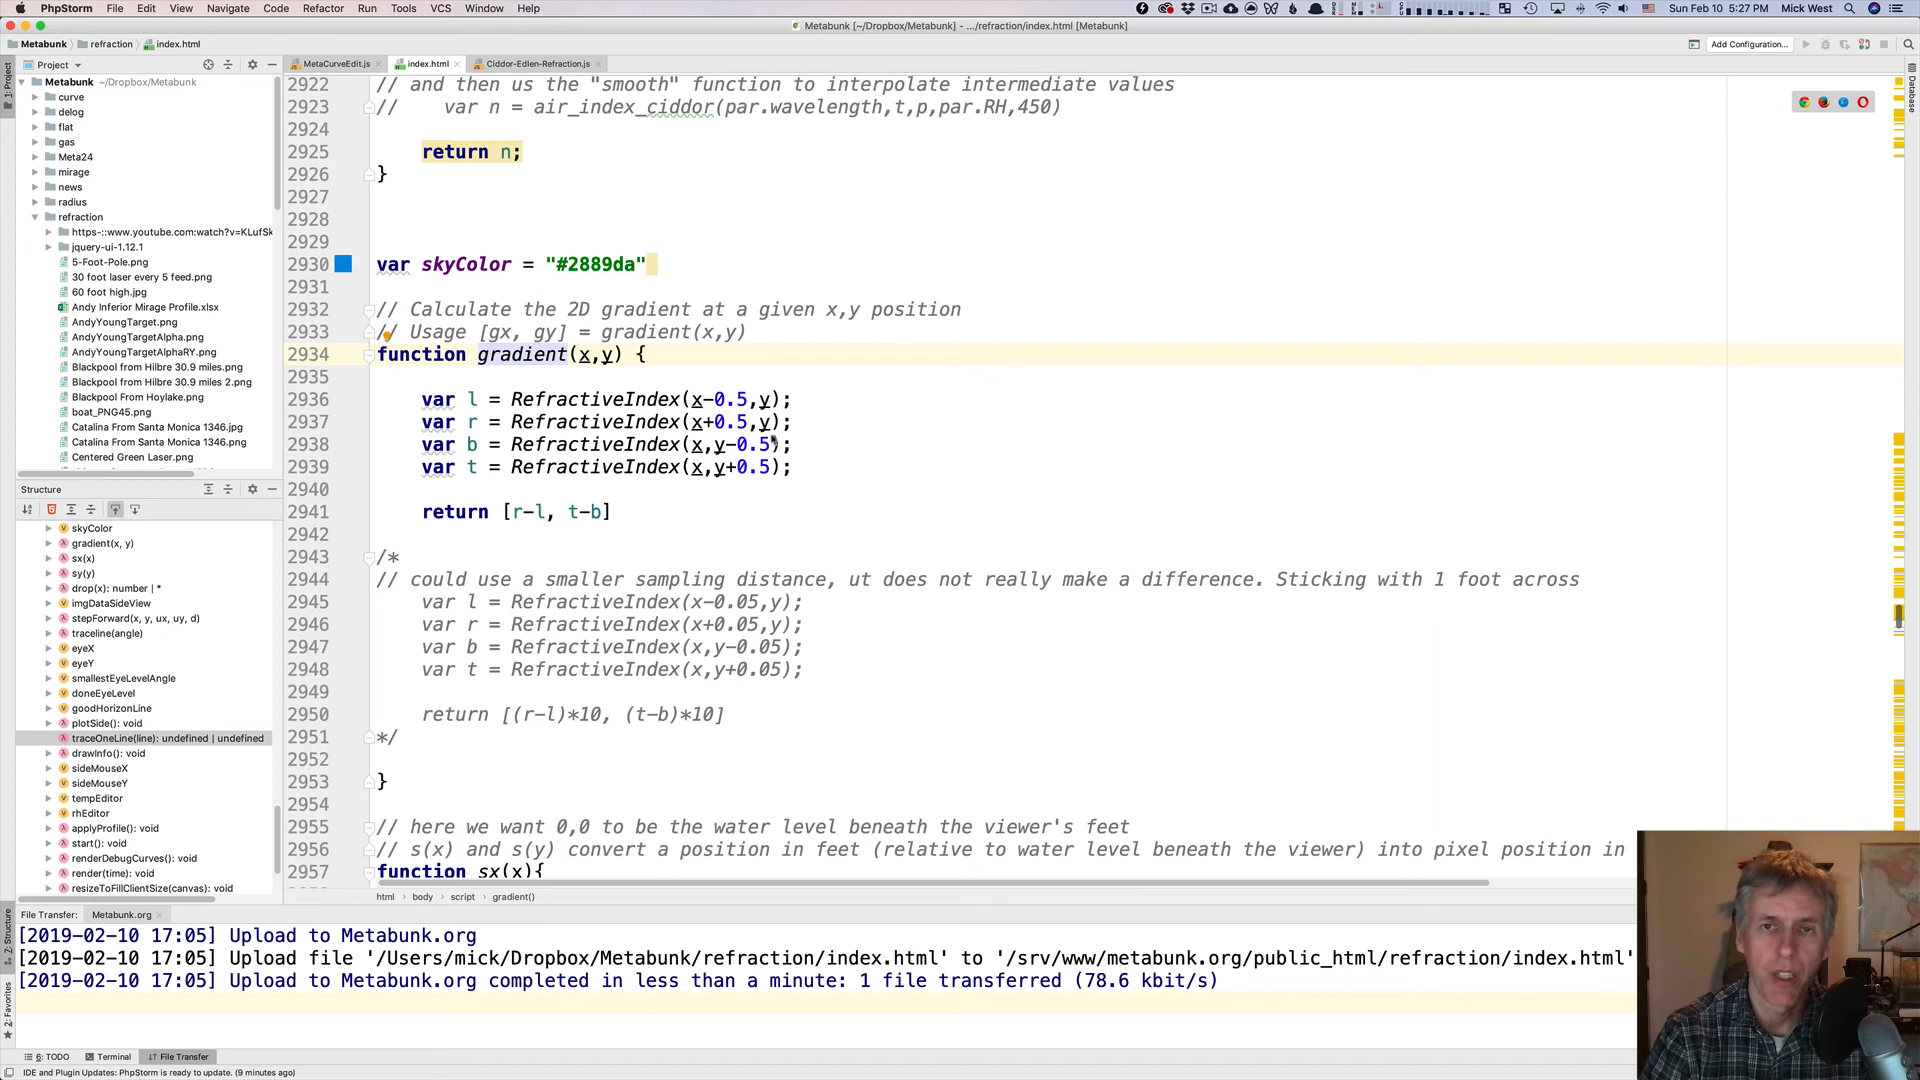 PhpStorm File Edit View Navigate Code Refactor Run Tools VCS Window Help
Sun Feb 10 5:27 PM Mick West
Metabunk [~/Dropbox/Metabunk] - .../refraction/index.html [Metabunk]
Metabunk refraction index.html
Add Configuration...
1: Project
Project
MetaCurveEdit.js index.html Ciddor-Edlen-Refraction.js
Database
Metabunk ~/Dropbox/Metabunk
curve
delog
flat
gas
Meta24
mirage
news
radius
refraction
https-::www.youtube.com:watch?v=KLufSk
jquery-ui-1.12.1
5-Foot-Pole.png
30 foot laser every 5 feed.png
60 foot high.jpg
Andy Inferior Mirage Profile.xlsx
AndyYoungTarget.png
AndyYoungTargetAlpha.png
AndyYoungTargetAlphaRY.png
Blackpool from Hilbre 30.9 miles.png
Blackpool from Hilbre 30.9 miles 2.png
Blackpool From Hoylake.png
boat_PNG45.png
Catalina From Santa Monica 1346.jpg
Catalina From Santa Monica 1346.png
Centered Green Laser.png
Structure
skyColor
gradient(x, y)
sx(x)
sy(y)
drop(x): number | *
imgDataSideView
stepForward(x, y, ux, uy, d)
traceline(angle)
eyeX
eyeY
smallestEyeLevelAngle
doneEyeLevel
goodHorizonLine
plotSide(): void
traceOneLine(line): undefined | undefined
drawInfo(): void
sideMouseX
sideMouseY
tempEditor
rhEditor
applyProfile(): void
start(): void
renderDebugCurves(): void
render(time): void
resizeToFillClientSize(canvas): void
2922 // and then us the "smooth" function to interpolate intermediate values
2923 // var n = air_index_ciddor(par.wavelength,t,p,par.RH,450)
2924
2925 return n;
2926 }
2927
2928
2929
2930 var skyColor = "#2889da"
2931
2932 // Calculate the 2D gradient at a given x,y position
2933 // Usage [gx, gy] = gradient(x,y)
2934 function gradient(x,y) {
2935
2936 var l = RefractiveIndex(x-0.5,y);
2937 var r = RefractiveIndex(x+0.5,y);
2938 var b = RefractiveIndex(x,y-0.5);
2939 var t = RefractiveIndex(x,y+0.5);
2940
2941 return [r-l, t-b]
2942
2943 /*
2944 // could use a smaller sampling distance, ut does not really make a difference. Sticking with 1 foot across
2945 var l = RefractiveIndex(x-0.05,y);
2946 var r = RefractiveIndex(x+0.05,y);
2947 var b = RefractiveIndex(x,y-0.05);
2948 var t = RefractiveIndex(x,y+0.05);
2949
2950 return [(r-l)*10, (t-b)*10]
2951 */
2952
2953 }
2954
2955 // here we want 0,0 to be the water level beneath the viewer's feet
2956 // s(x) and s(y) convert a position in feet (relative to water level beneath the viewer) into pixel position in
2957 function sx(x){
html body script gradient()
Z: Structure
2: Favorites
File Transfer: Metabunk.org
[2019-02-10 17:05] Upload to Metabunk.org
[2019-02-10 17:05] Upload file '/Users/mick/Dropbox/Metabunk/refraction/index.html' to '/srv/www/metabunk.org/public_html/refraction/index.html'
[2019-02-10 17:05] Upload to Metabunk.org completed in less than a minute: 1 file transferred (78.6 kbit/s)
6: TODO Terminal File Transfer
IDE and Plugin Updates: PhpStorm is ready to update. (9 minutes ago)